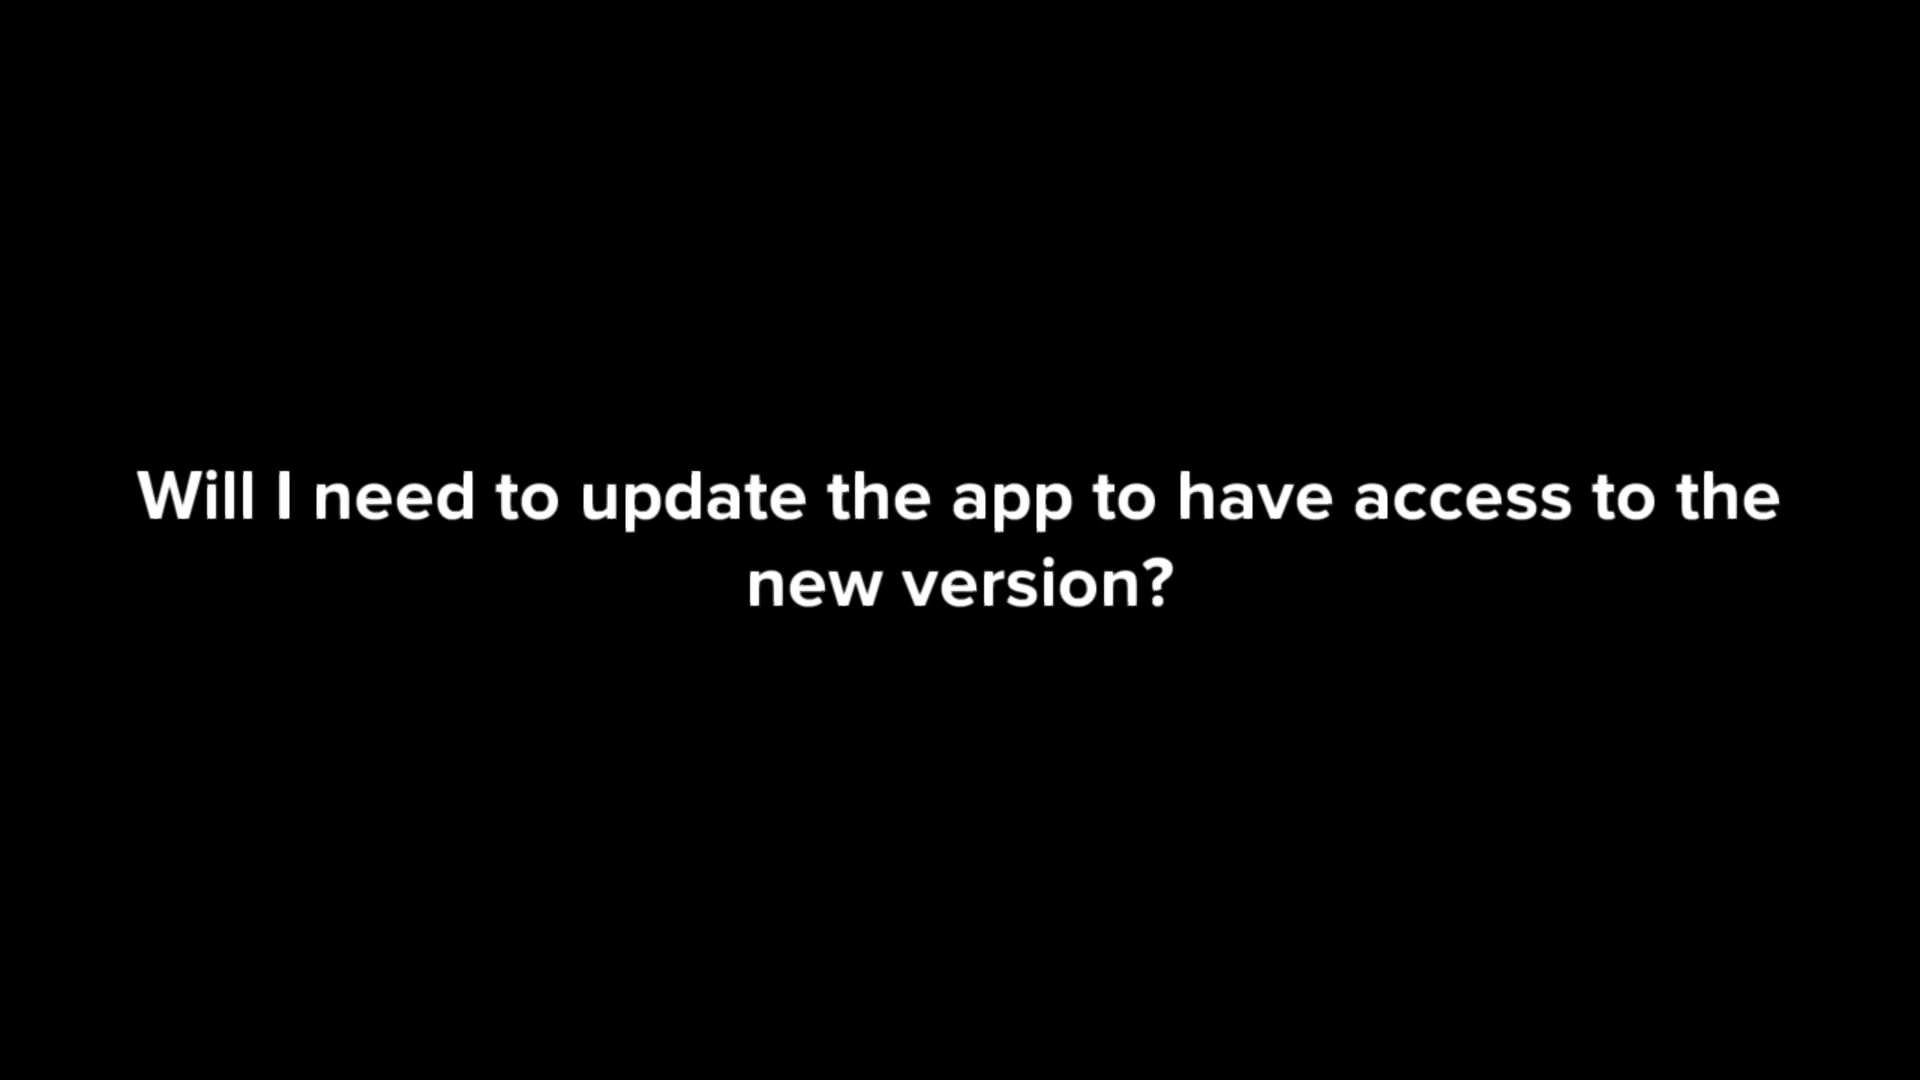 Will I need to update the app to have access to the
new version?